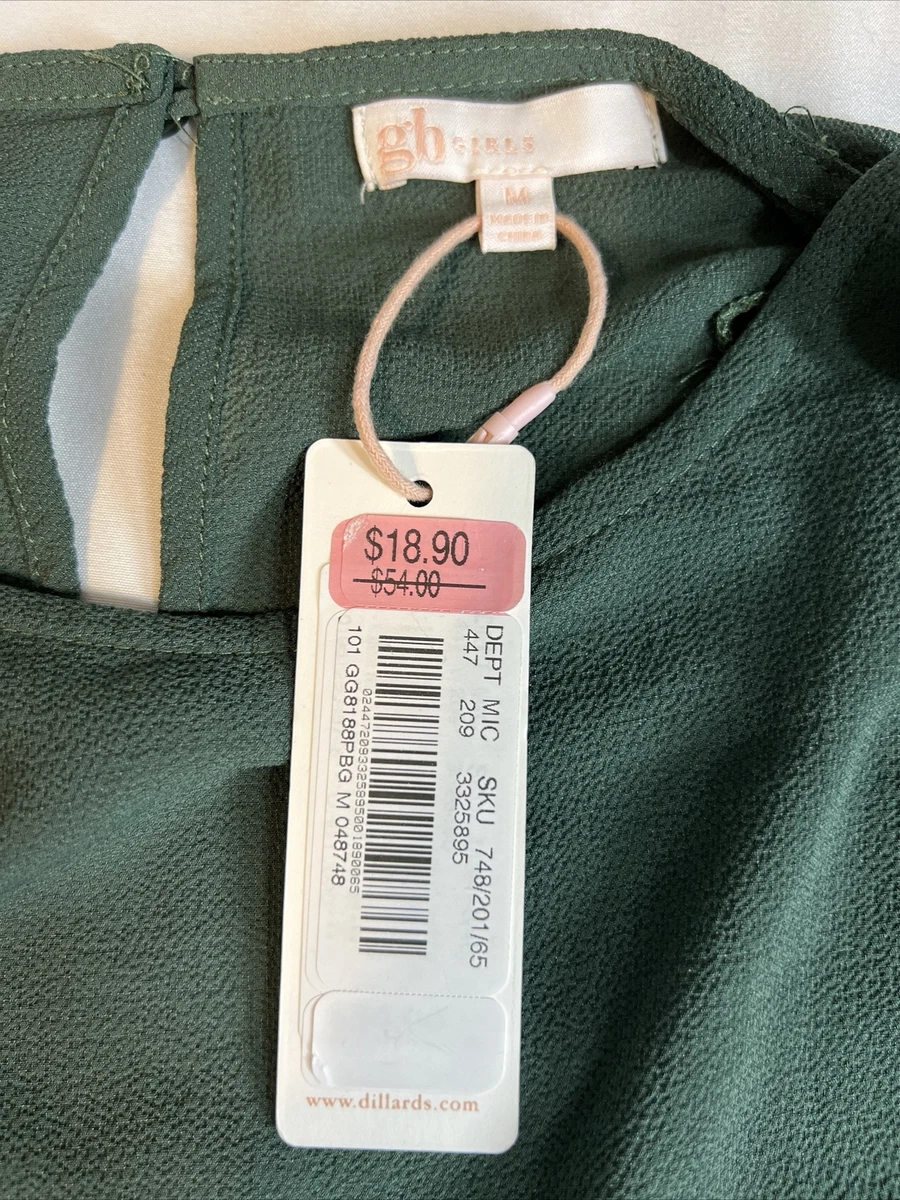 gb GIRLS
M
MADE IN
CHINA
$18.90
$54.00
DEPT MIC SKU 748/201/65
447 209 3325895
101 GG8188PBG M 048748
www.dillards.com